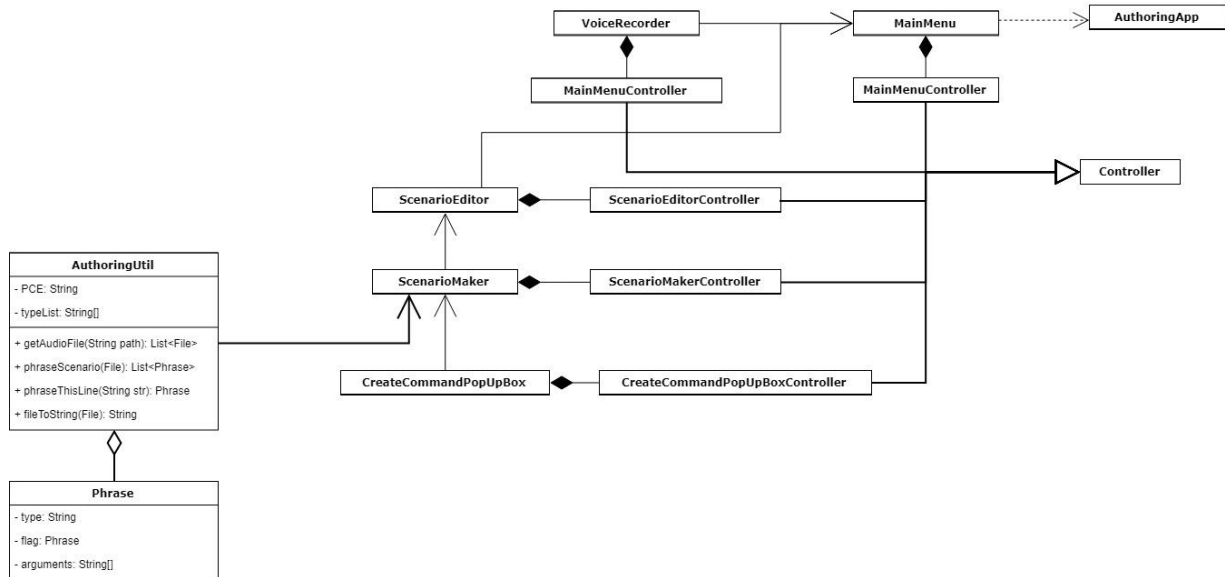 VoiceRecorder
MainMenu
AuthoringApp
MainMenuController
MainMenuController
Controller
ScenarioEditor
ScenarioEditorController
AuthoringUtil
- PCE: String
- typeList: String[]
+ getAudioFile(String path): List<File>
+ phraseScenario(File): List<Phrase>
+ phraseThisLine(String str): Phrase
+ fileToString(File): String
ScenarioMaker
ScenarioMakerController
CreateCommandPopUpBox
CreateCommandPopUpBoxController
Phrase
- type: String
- flag: Phrase
- arguments: String[]